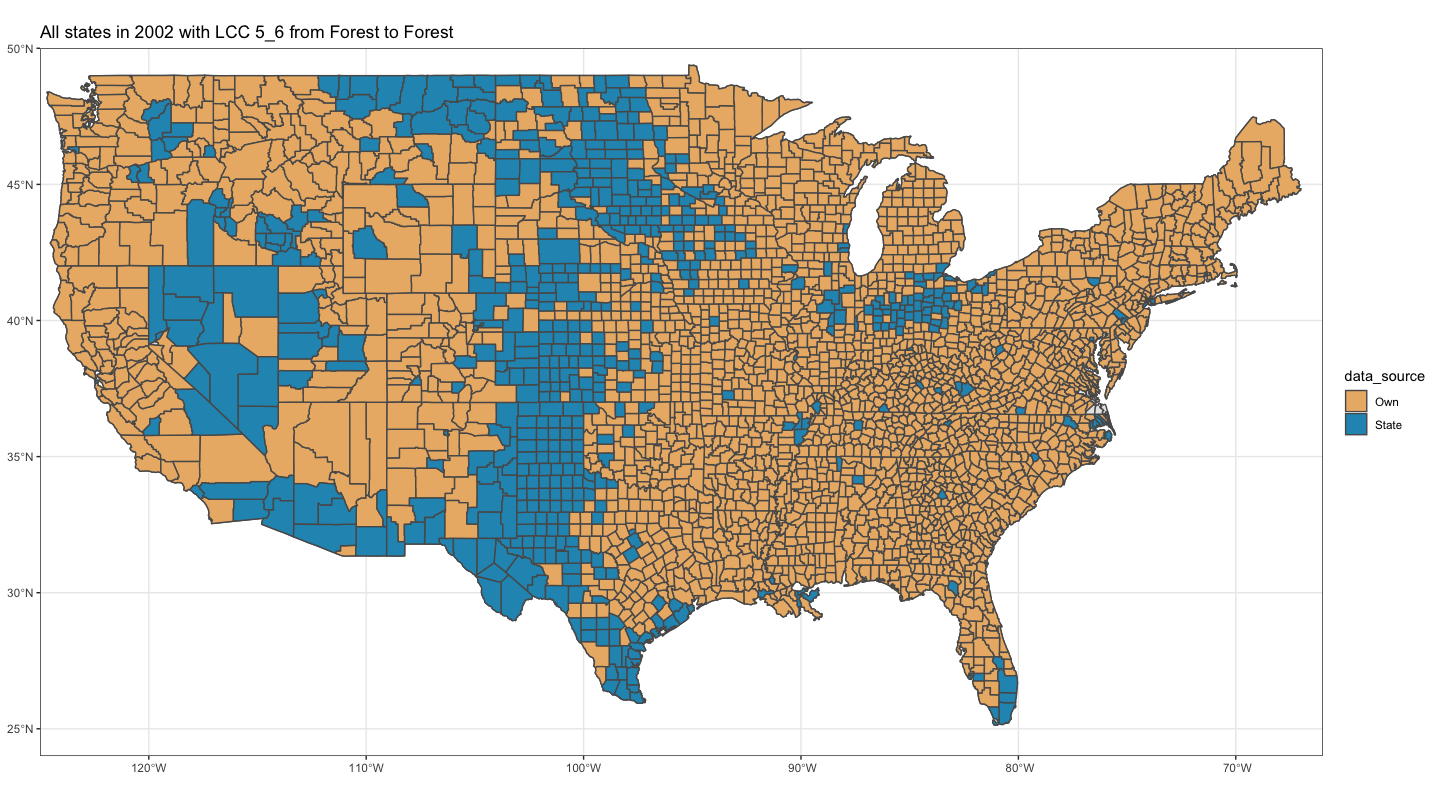 All states in 2002 with LCC 5_6 from Forest to Forest
50°N
45°N
40°N
35°N
30°N
25°N
120°W
110°W
100°W
90°W
80°W
70°W
data_source
Own
State